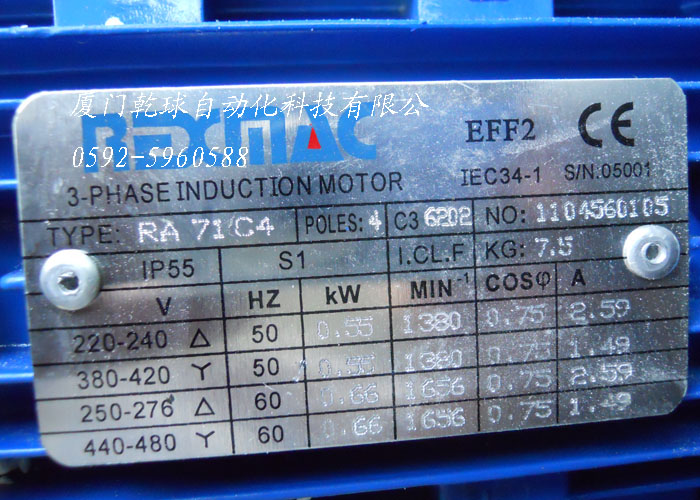 厦门乾球自动化科技有限公
REXMAC
EFF2 CE
0592-5960588
3-PHASE INDUCTION MOTOR IEC34-1 S/N.05001
TYPE: RA 71C4 POLES: 4 C3 6202 NO: 1104560105
IP55 S1 I.CL.F KG: 7.5
V HZ kW MIN⁻¹ COSφ A
220-240 Δ 50 0.55 1380 0.75 2.59
380-420 Y 50 0.55 1380 0.75 1.49
250-276 Δ 60 0.66 1656 0.75 2.59
440-480 Y 60 0.66 1656 0.75 1.49